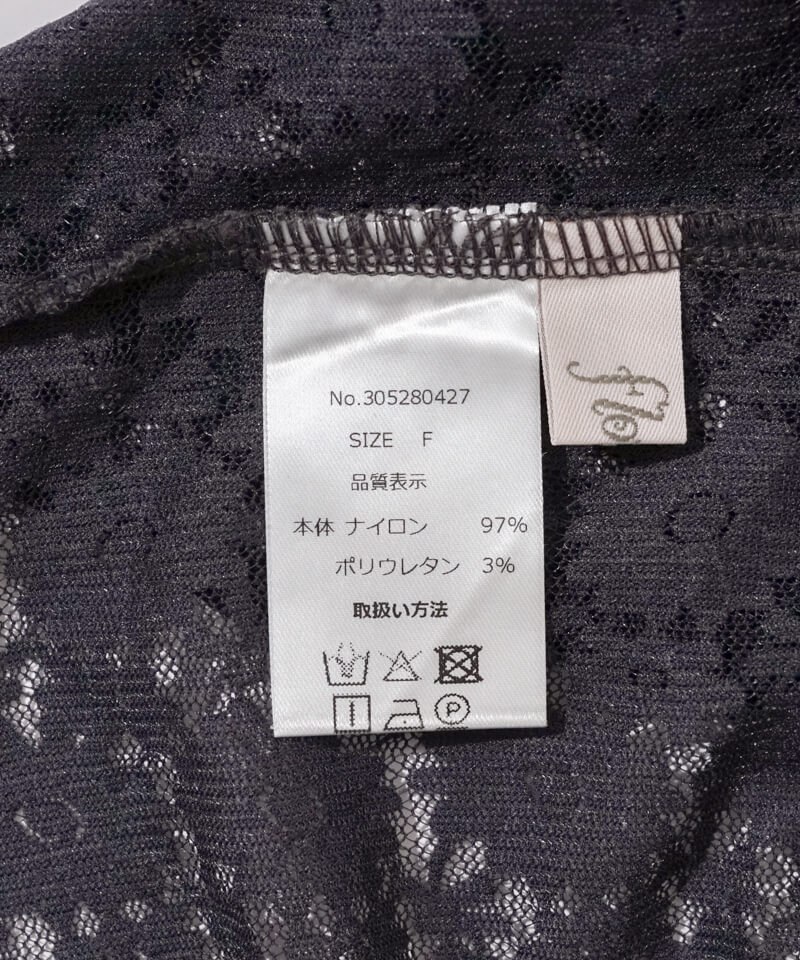 No.305280427
SIZE F
品質表示
本体 ナイロン 97%
ポリウレタン 3%
取扱い方法
P